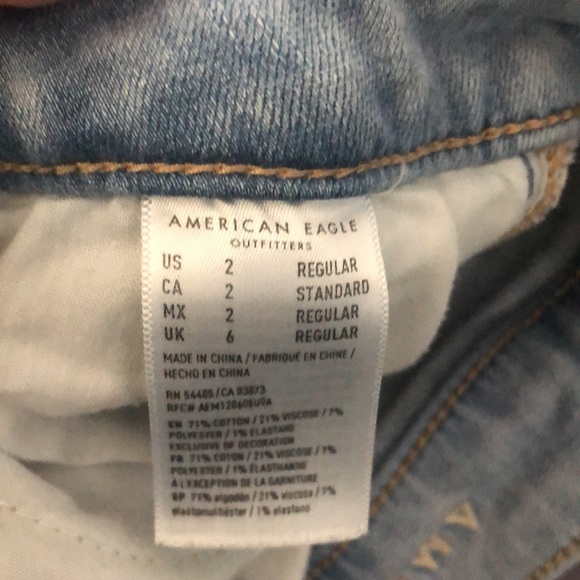 AMERICAN EAGLE
OUTFITTERS
US 2 REGULAR
CA 2 STANDARD
MX 2 REGULAR
UK 6 REGULAR
MADE IN CHINA / FABRIQUÉ EN CHINE /
HECHO EN CHINA
RN 54485/CA 03873
RFC# AEM120605U0A
EN 71% COTTON / 21% VISCOSE / 7%
POLYESTER / 1% ELASTANE
EXCLUSIVE OF DECORATION
FR 71% COTON / 21% VISCOSE / 7%
POLYESTER / 1% ÉLASTHANNE
À L'EXCEPTION DE LA GARNITURE
SP 71% algodón / 21% viscosa / 7%
elastomultiéster / 1% elastano